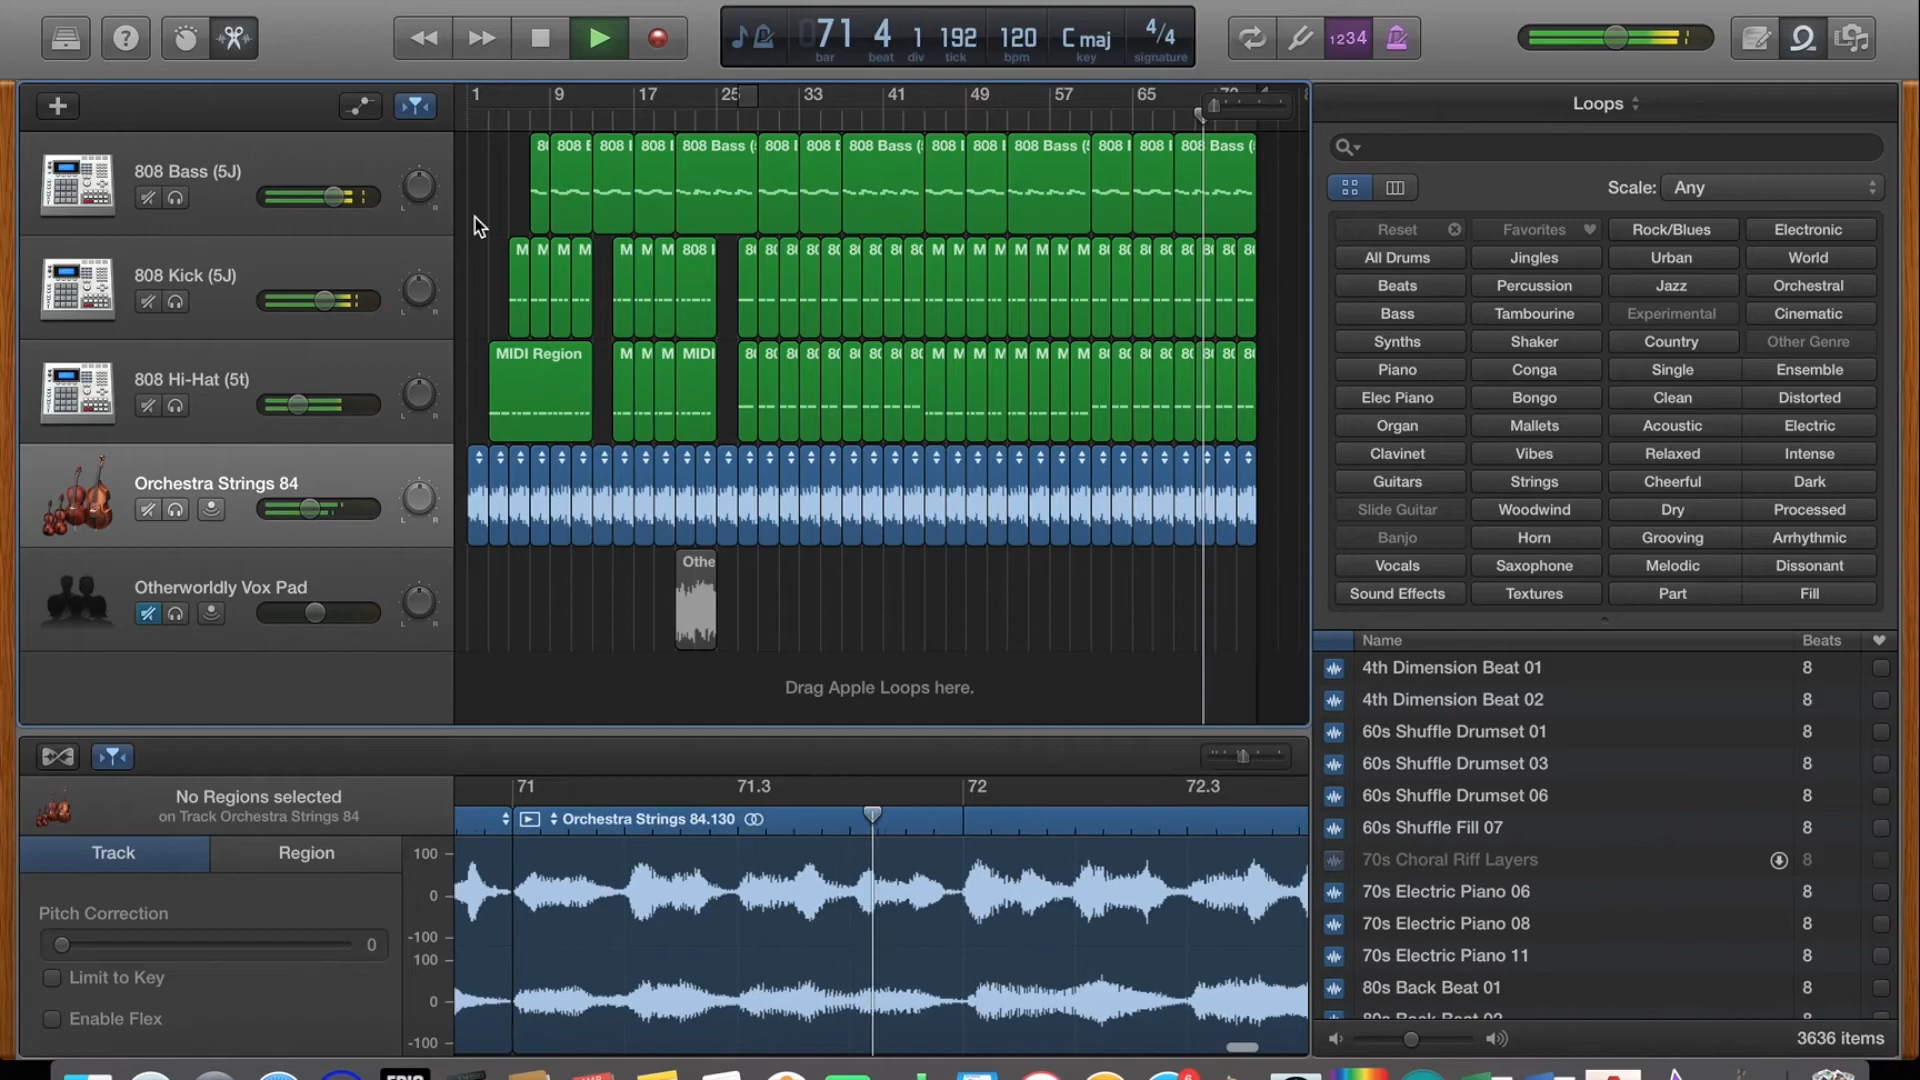 1234
71 4 1 192 120 C maj 4/4
bar beat div tick bpm key signature
1 9 17 25 33 41 49 57 65
Loops
808 Bass (5J)
L R
808 Kick (5J)
L R
808 Hi-Hat (5t)
L R
MIDI Region
MIDI
Orchestra Strings 84
L R
Otherworldly Vox Pad
L R
Othe
Drag Apple Loops here.
Scale: Any
Reset Favorites Rock/Blues Electronic
All Drums Jingles Urban World
Beats Percussion Jazz Orchestral
Bass Tambourine Experimental Cinematic
Synths Shaker Country Other Genre
Piano Conga Single Ensemble
Elec Piano Bongo Clean Distorted
Organ Mallets Acoustic Electric
Clavinet Vibes Relaxed Intense
Guitars Strings Cheerful Dark
Slide Guitar Woodwind Dry Processed
Banjo Horn Grooving Arrhythmic
Vocals Saxophone Melodic Dissonant
Sound Effects Textures Part Fill
Name Beats
4th Dimension Beat 01 8
4th Dimension Beat 02 8
60s Shuffle Drumset 01 8
60s Shuffle Drumset 03 8
60s Shuffle Drumset 06 8
60s Shuffle Fill 07 8
70s Choral Riff Layers 8
70s Electric Piano 06 8
70s Electric Piano 08 8
70s Electric Piano 11 8
80s Back Beat 01 8
80s Back Beat 02 8
3636 items
No Regions selected
on Track Orchestra Strings 84
Track Region
Pitch Correction
0
Limit to Key
Enable Flex
71 71.3 72 72.3
Orchestra Strings 84.130
100
0
-100
100
0
-100